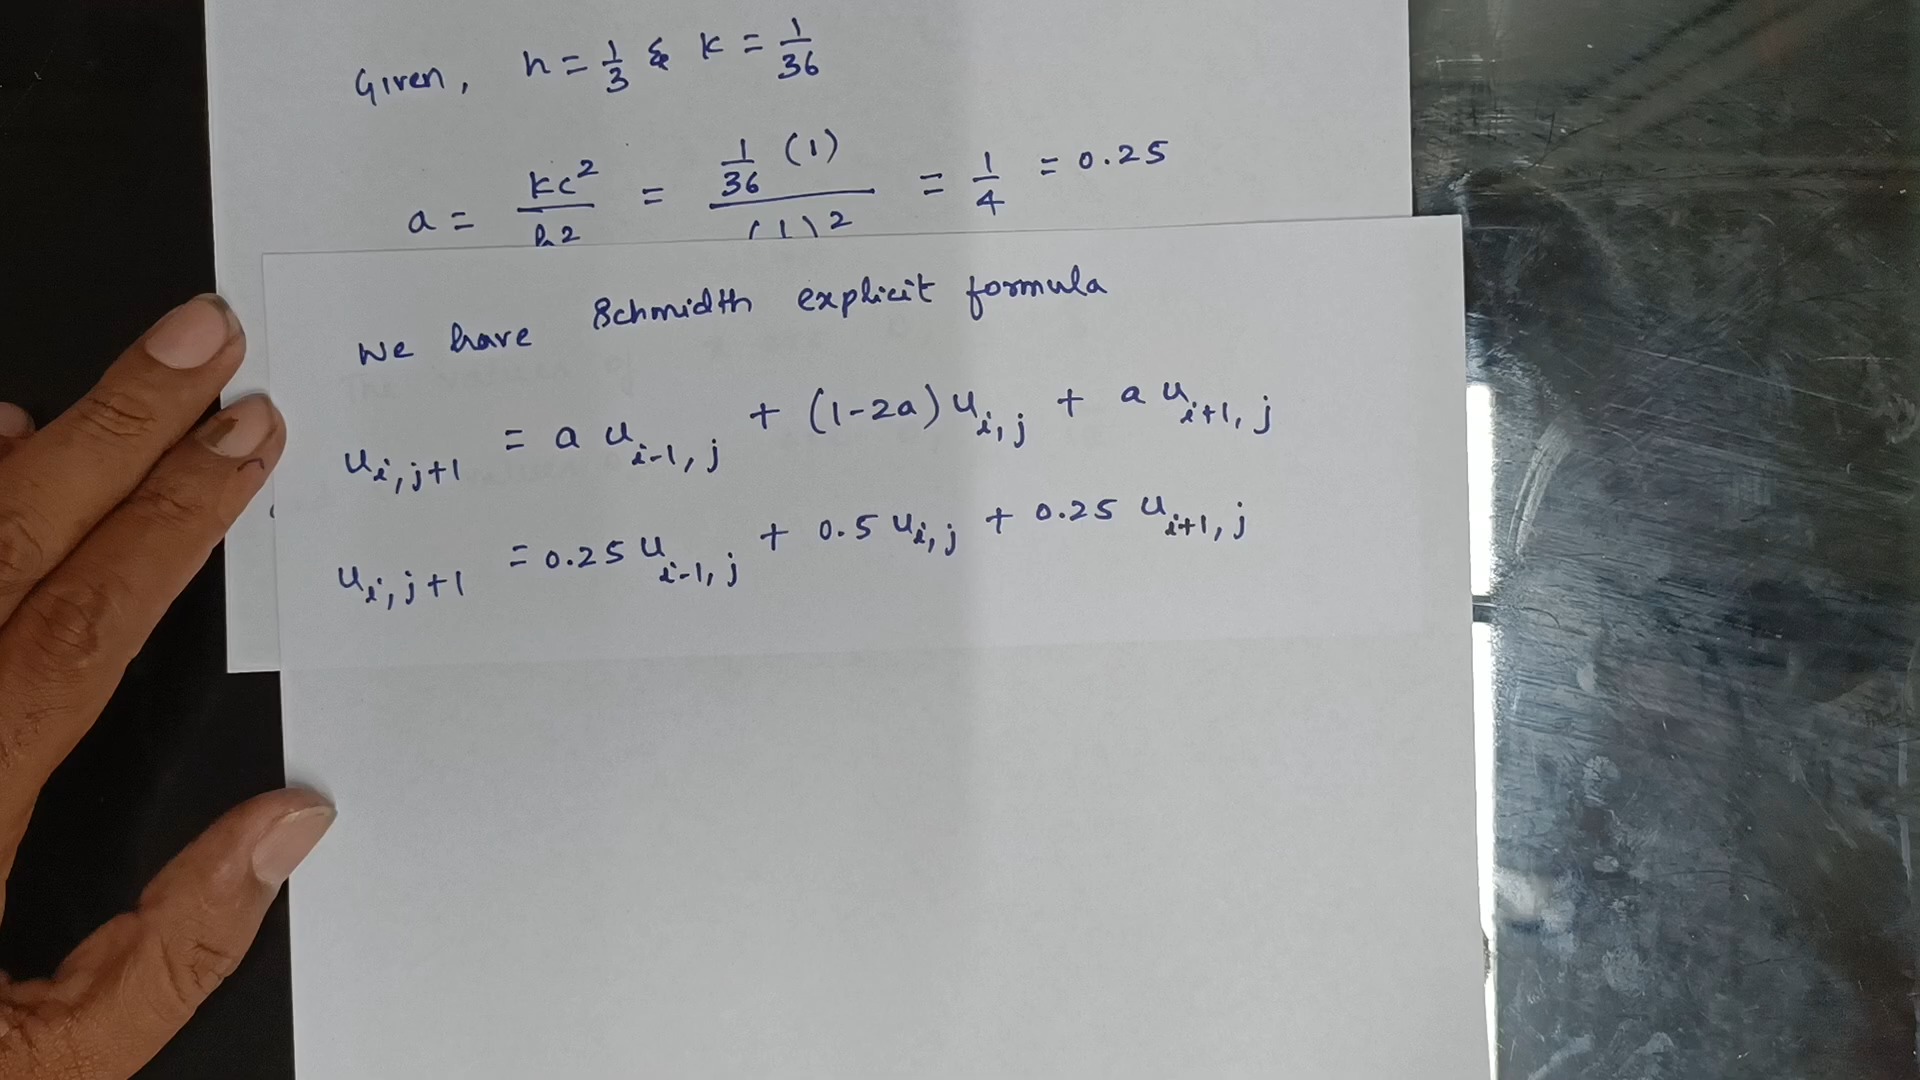 Given, h = 1/3 & k = 1/36
a = kc²/h² = 1/36 (1) / (1)² = 1/4 = 0.25
We have Schmidth explicit formula
u_{i,j+1} = a u_{i-1,j} + (1-2a) u_{i,j} + a u_{i+1,j}
u_{i,j+1} = 0.25 u_{i-1,j} + 0.5 u_{i,j} + 0.25 u_{i+1,j}